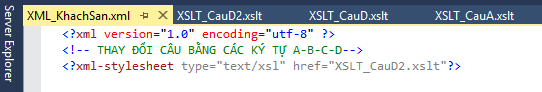 Server Explorer
XML_KhachSan.xml XSLT_CauD2.xslt XSLT_CauD.xslt XSLT_CauA.xslt
<?xml version="1.0" encoding="utf-8" ?>
<!-- THAY ĐỔI CÂU BẰNG CÁC KÝ TỰ A-B-C-D-->
<?xml-stylesheet type="text/xsl" href="XSLT_CauD2.xslt"?>